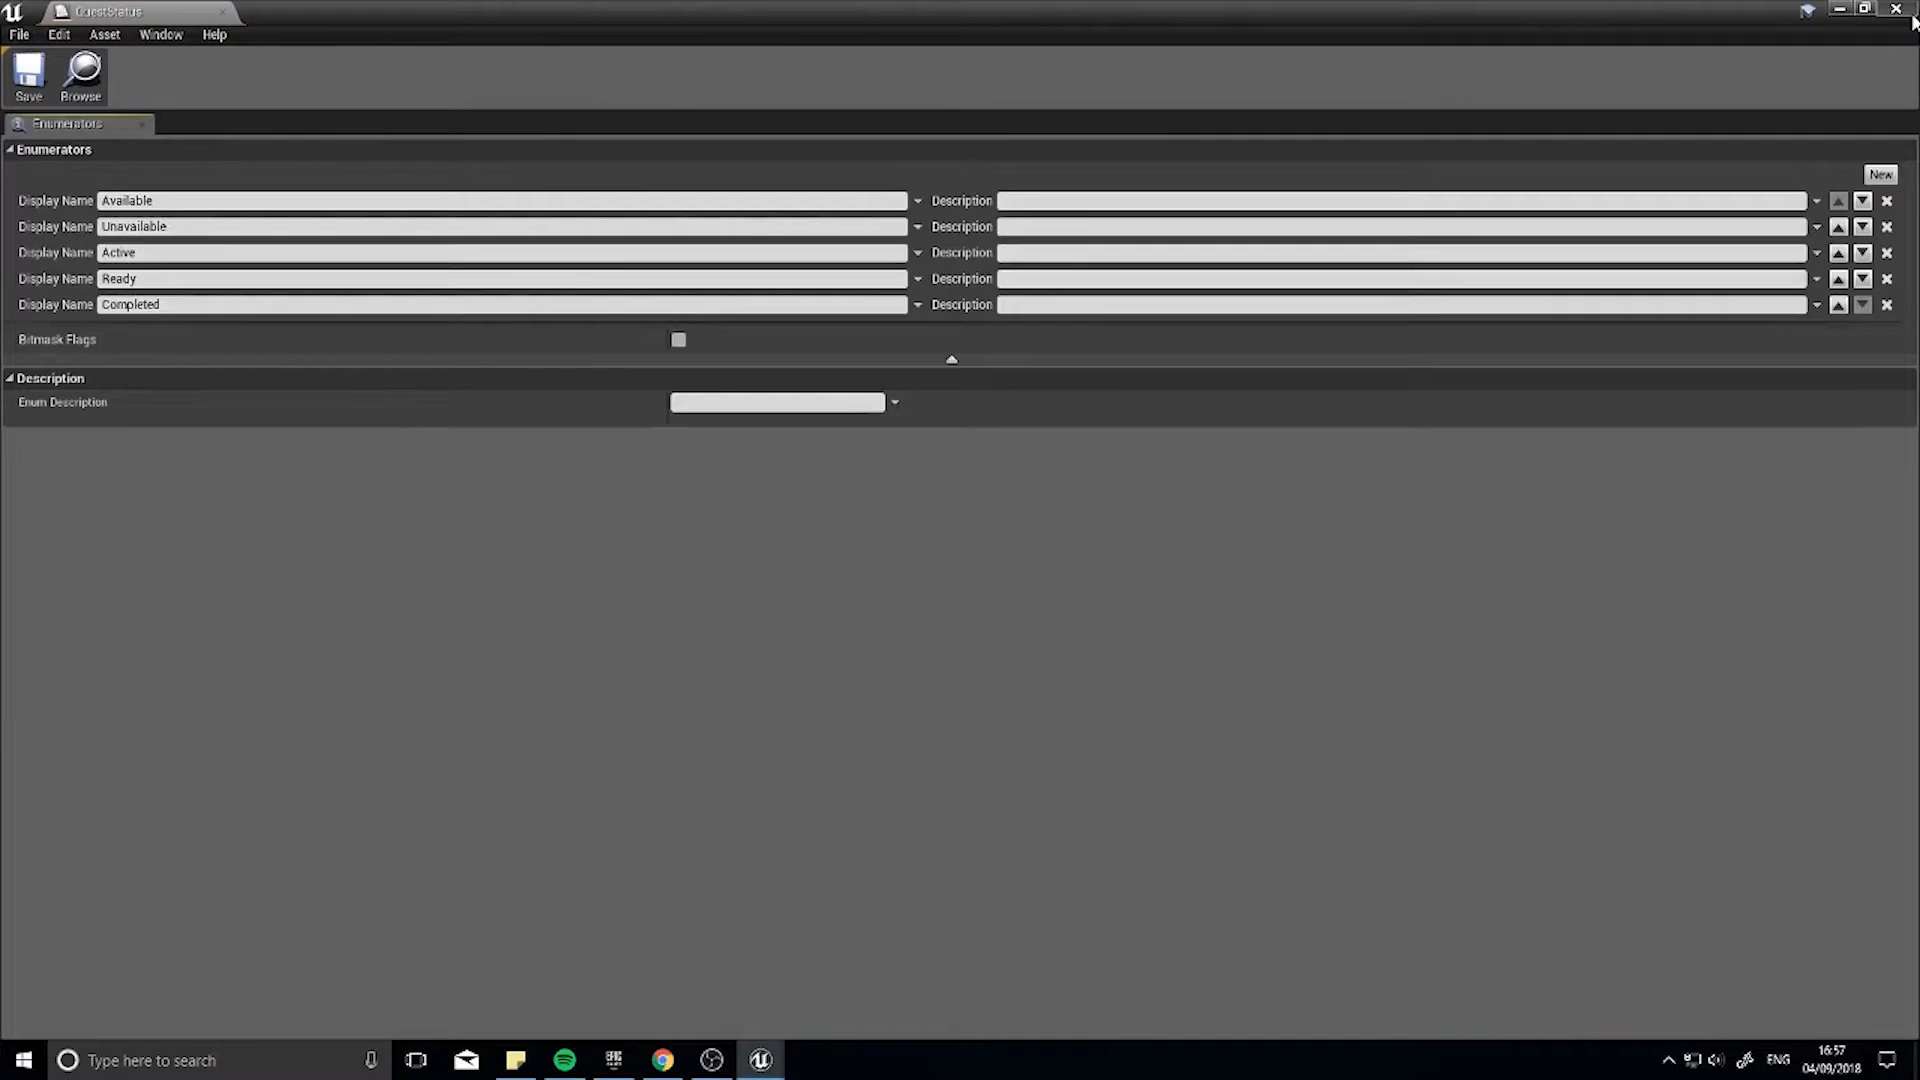 QuestStatus
File Edit Asset Window Help
Save Browse
Enumerators
Enumerators
New
Display Name Available Description
Display Name Unavailable Description
Display Name Active Description
Display Name Ready Description
Display Name Completed Description
Bitmask Flags
Description
Enum Description
Type here to search
EPIC
ENG
16:57
04/09/2018